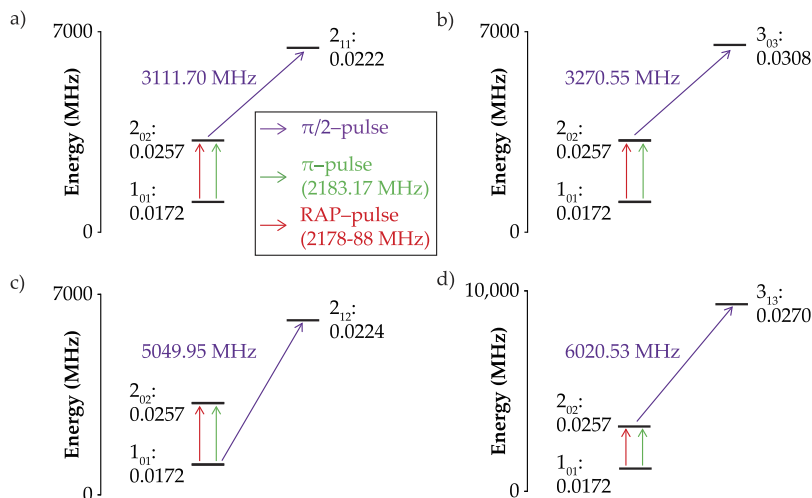 a)
7000
Energy (MHz)
0
2₁₁:
0.0222
3111.70 MHz
2₀₂:
0.0257
1₀₁:
0.0172
b)
7000
Energy (MHz)
0
3₀₃:
0.0308
3270.55 MHz
2₀₂:
0.0257
1₀₁:
0.0172
π/2–pulse
π–pulse
(2183.17 MHz)
RAP–pulse
(2178-88 MHz)
c)
7000
Energy (MHz)
0
2₁₂:
0.0224
5049.95 MHz
2₀₂:
0.0257
1₀₁:
0.0172
d)
10,000
Energy (MHz)
0
3₁₃:
0.0270
6020.53 MHz
2₀₂:
0.0257
1₀₁:
0.0172